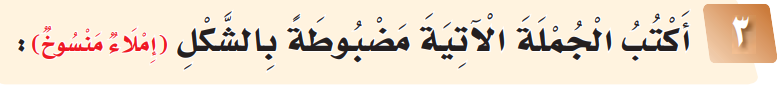 ٣ أَكْتُبُ الْجُمْلَةَ الْآتِيَةَ مَضْبُوطَةً بِالشَّكْلِ (إِمْلَاءٌ مَنْسُوخٌ) :